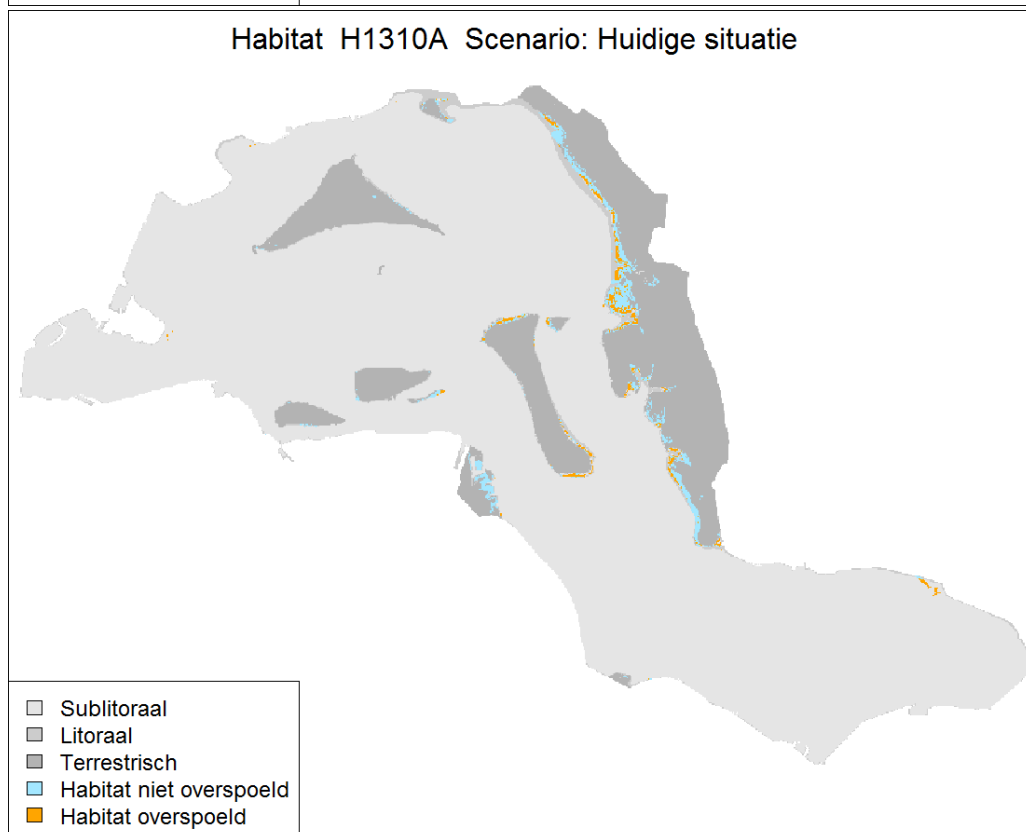 Habitat H1310A Scenario: Huidige situatie
Sublitoraal
Litoraal
Terrestrisch
Habitat niet overspoeld
Habitat overspoeld